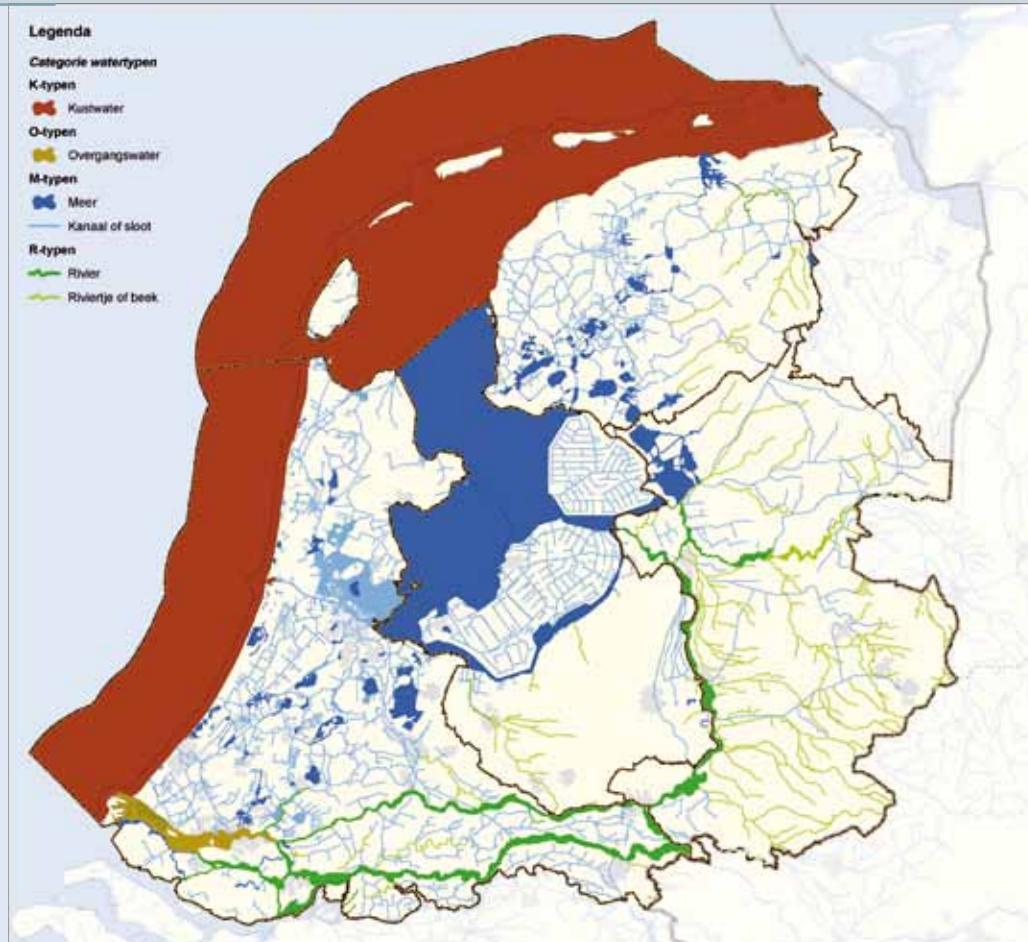 Legenda
Categorie watertypen
K-typen
Kustwater
O-typen
Overgangswater
M-typen
Meer
Kanaal of sloot
R-typen
Rivier
Riviertje of beek